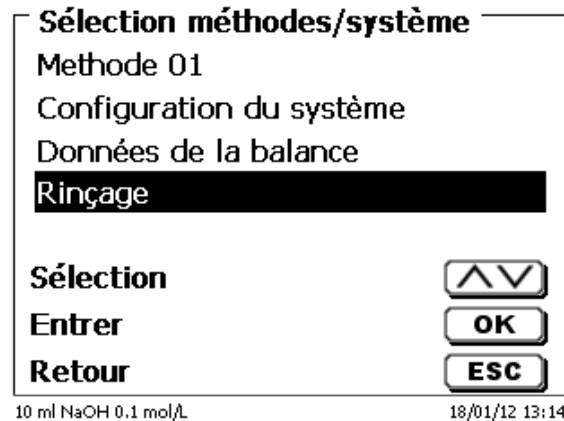 Sélection méthodes/système
Methode 01
Configuration du système
Données de la balance
Rinçage
Sélection
Entrer OK
Retour ESC
10 ml NaOH 0.1 mol/L 18/01/12 13:14